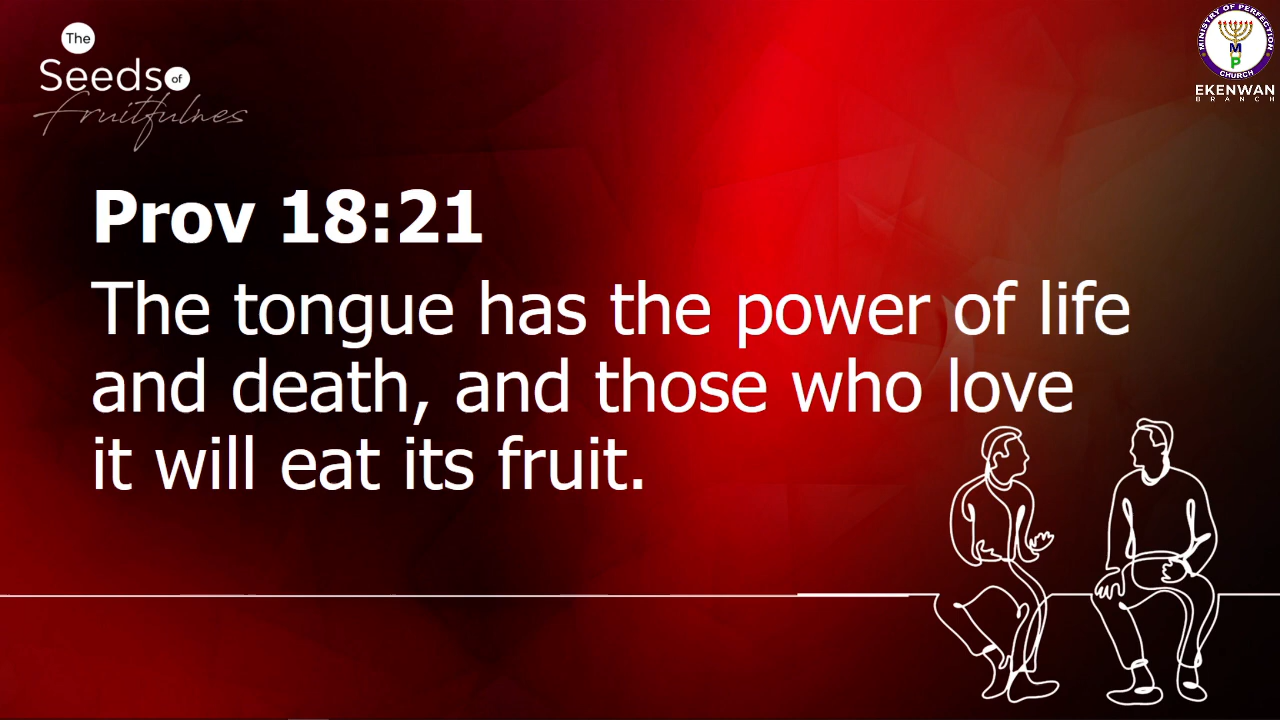 The
Seeds of
fruitfulnes
MINISTRY OF PERFECTION
M
P
CHURCH
EKENWAN
BRANCH
Prov 18:21
The tongue has the power of life
and death, and those who love
it will eat its fruit.